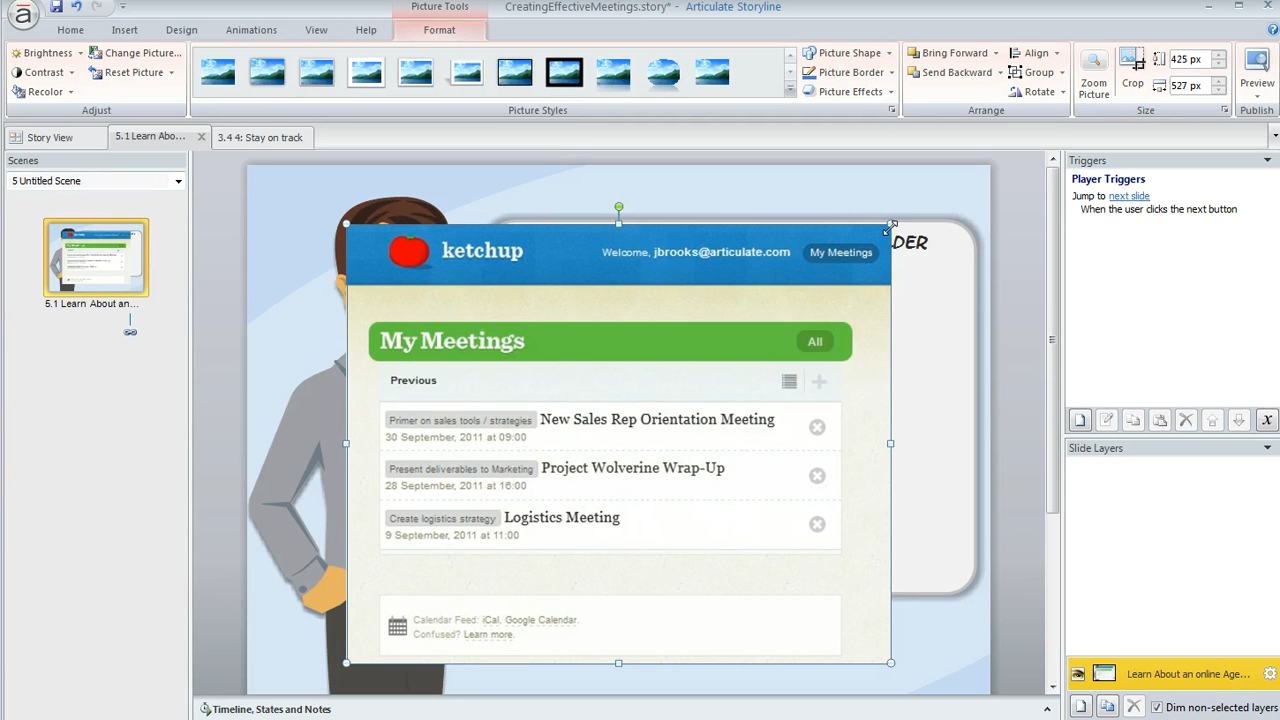 Picture Tools
CreatingEffectiveMeetings.story* - Articulate Storyline
Home Insert Design Animations View Help Format
Brightness Change Picture...
Contrast Reset Picture
Recolor
Adjust
Picture Styles
Picture Shape
Picture Border
Picture Effects
Bring Forward Align
Send Backward Group
Rotate
Arrange
Zoom Picture
Crop
425 px
527 px
Size
Preview
Publish
Story View
5.1 Learn Abo...
3.4 4: Stay on track
Scenes
5 Untitled Scene
5.1 Learn About an...
ketchup
Welcome, jbrooks@articulate.com
My Meetings
DER
My Meetings
All
Previous
Primer on sales tools / strategies New Sales Rep Orientation Meeting
30 September, 2011 at 09:00
Present deliverables to Marketing Project Wolverine Wrap-Up
28 September, 2011 at 16:00
Create logistics strategy Logistics Meeting
9 September, 2011 at 11:00
Calendar Feed: iCal, Google Calendar.
Confused? Learn more.
Triggers
Player Triggers
Jump to next slide
When the user clicks the next button
Slide Layers
Learn About an online Age...
Dim non-selected layers
Timeline, States and Notes